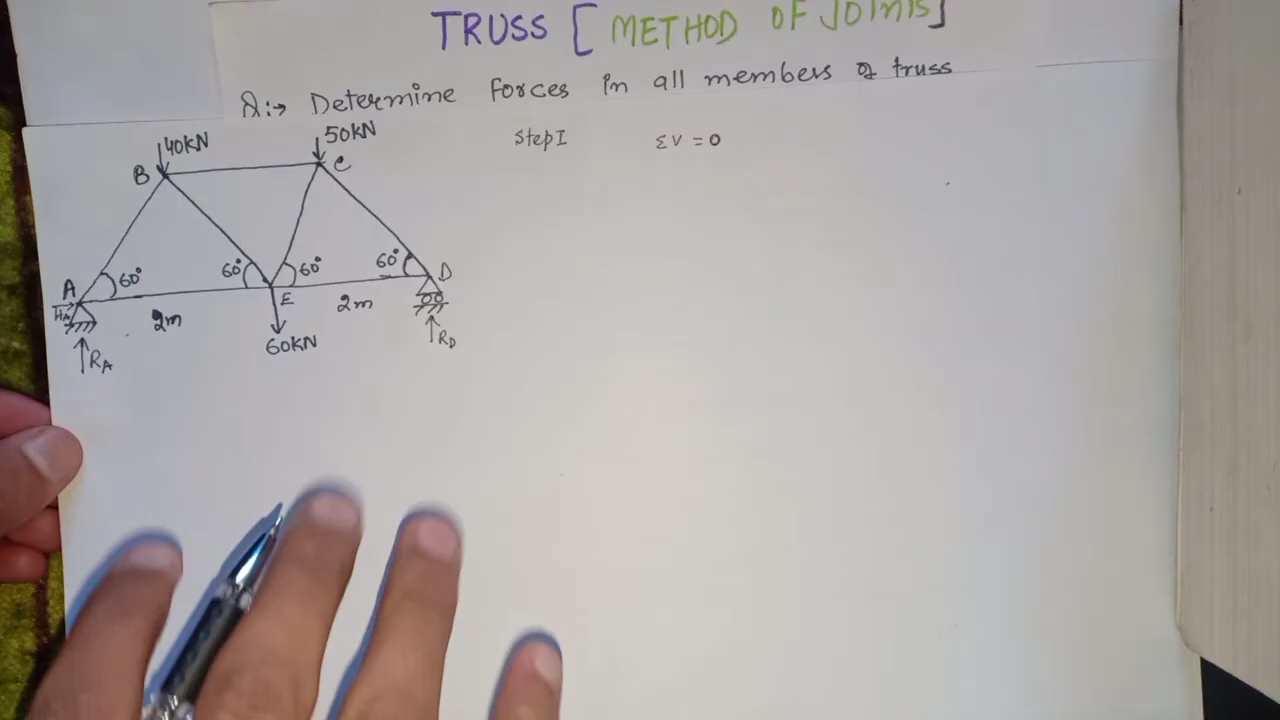 TRUSS [METHOD OF JOINTS]
Q:→ Determine Forces in all members of truss
Step I ΣV = 0
40KN
50KN
B
C
60°
60°
60°
60°
A
D
HA
E
2m
2m
60KN
RA
RD